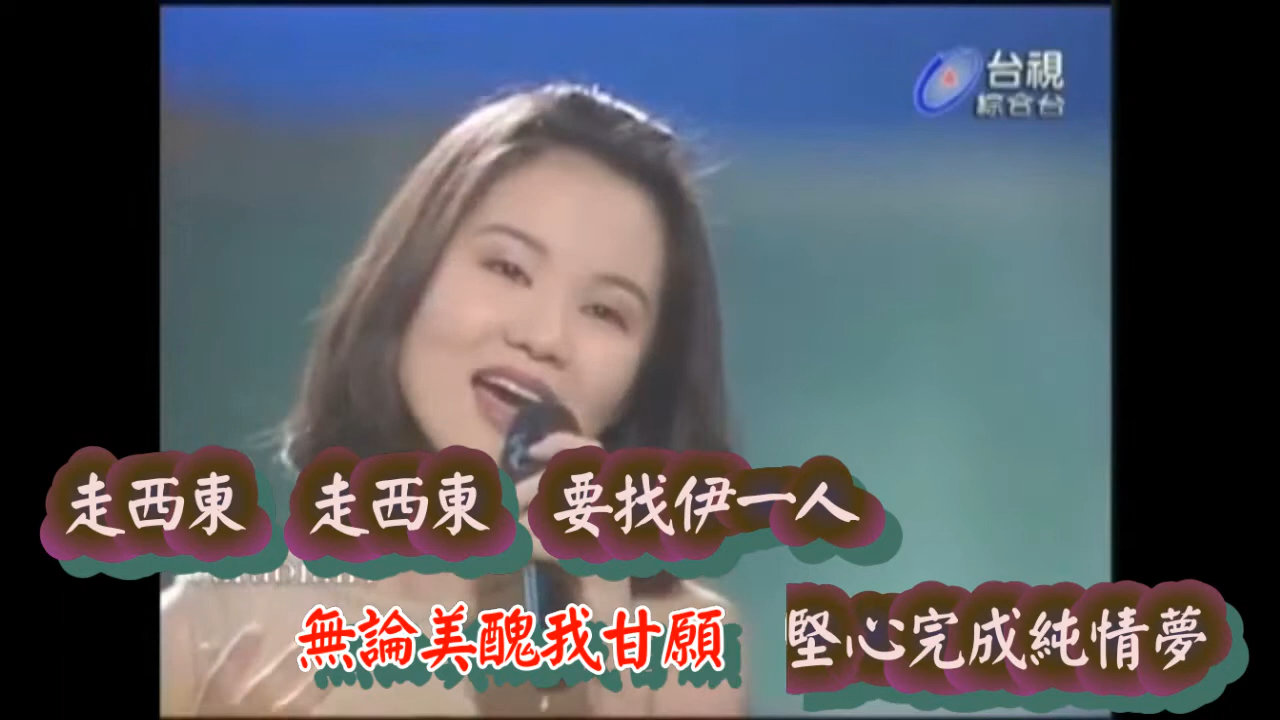 台視
綜合台
走西東 走西東 要找伊一人
無論美醜我甘願 堅心完成純情夢